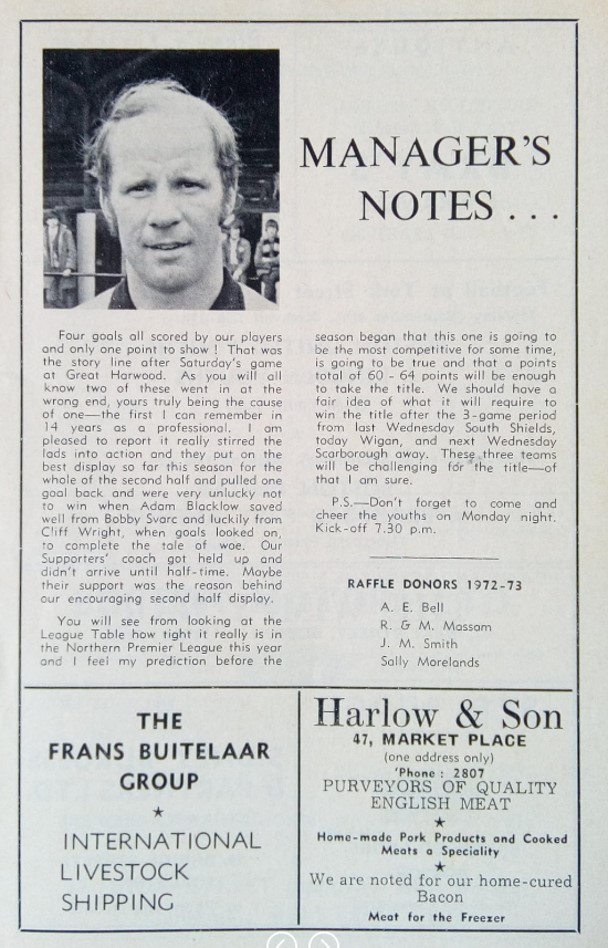 MANAGER'S
NOTES . . .
Four goals all scored by our players
and only one point to show ! That was
the story line after Saturday's game
at Great Harwood. As you will all
know two of these went in at the
wrong end, yours truly being the cause
of one—the first I can remember in
14 years as a professional. I am
pleased to report it really stirred the
lads into action and they put on the
best display so far this season for the
whole of the second half and pulled one
goal back and were very unlucky not
to win when Adam Blacklow saved
well from Bobby Svarc and luckily from
Cliff Wright, when goals looked on,
to complete the tale of woe. Our
Supporters' coach got held up and
didn't arrive until half-time. Maybe
their support was the reason behind
our encouraging second half display.
You will see from looking at the
League Table how tight it really is in
the Northern Premier League this year
and I feel my prediction before the
season began that this one is going to
be the most competitive for some time,
is going to be true and that a points
total of 60 - 64 points will be enough
to take the title. We should have a
fair idea of what it will require to
win the title after the 3-game period
from last Wednesday South Shields,
today Wigan, and next Wednesday
Scarborough away. These three teams
will be challenging for the title—of
that I am sure.
P.S.—Don't forget to come and
cheer the youths on Monday night.
Kick-off 7.30 p.m.
RAFFLE DONORS 1972-73
A. E. Bell
R. & M. Massam
J. M. Smith
Sally Morelands
THE
FRANS BUITELAAR
GROUP
INTERNATIONAL
LIVESTOCK
SHIPPING
Harlow & Son
47, MARKET PLACE
(one address only)
'Phone : 2807
PURVEYORS OF QUALITY
ENGLISH MEAT
Home-made Pork Products and Cooked
Meats a Speciality
We are noted for our home-cured
Bacon
Meat for the Freezer